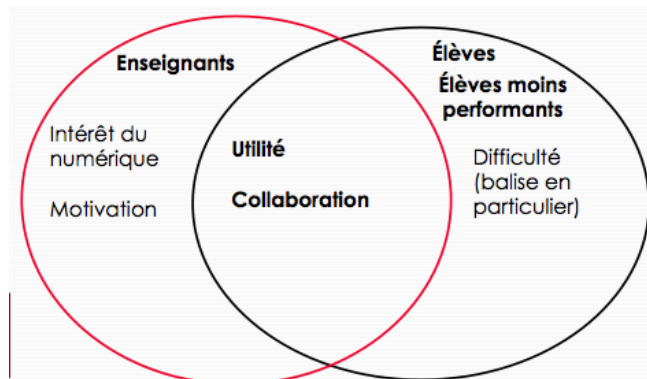 Enseignants
Intérêt du
numérique
Motivation
Utilité
Collaboration
Élèves
Élèves moins
performants
Difficulté
(balise en
particulier)